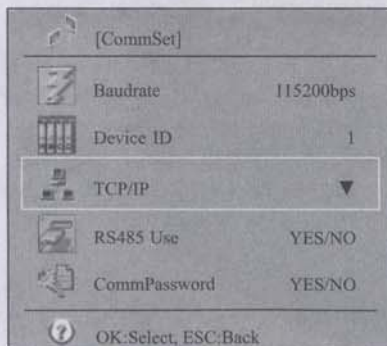 [CommSet]
Baudrate 115200bps
Device ID 1
TCP/IP ▼
RS485 Use YES/NO
CommPassword YES/NO
OK:Select, ESC:Back